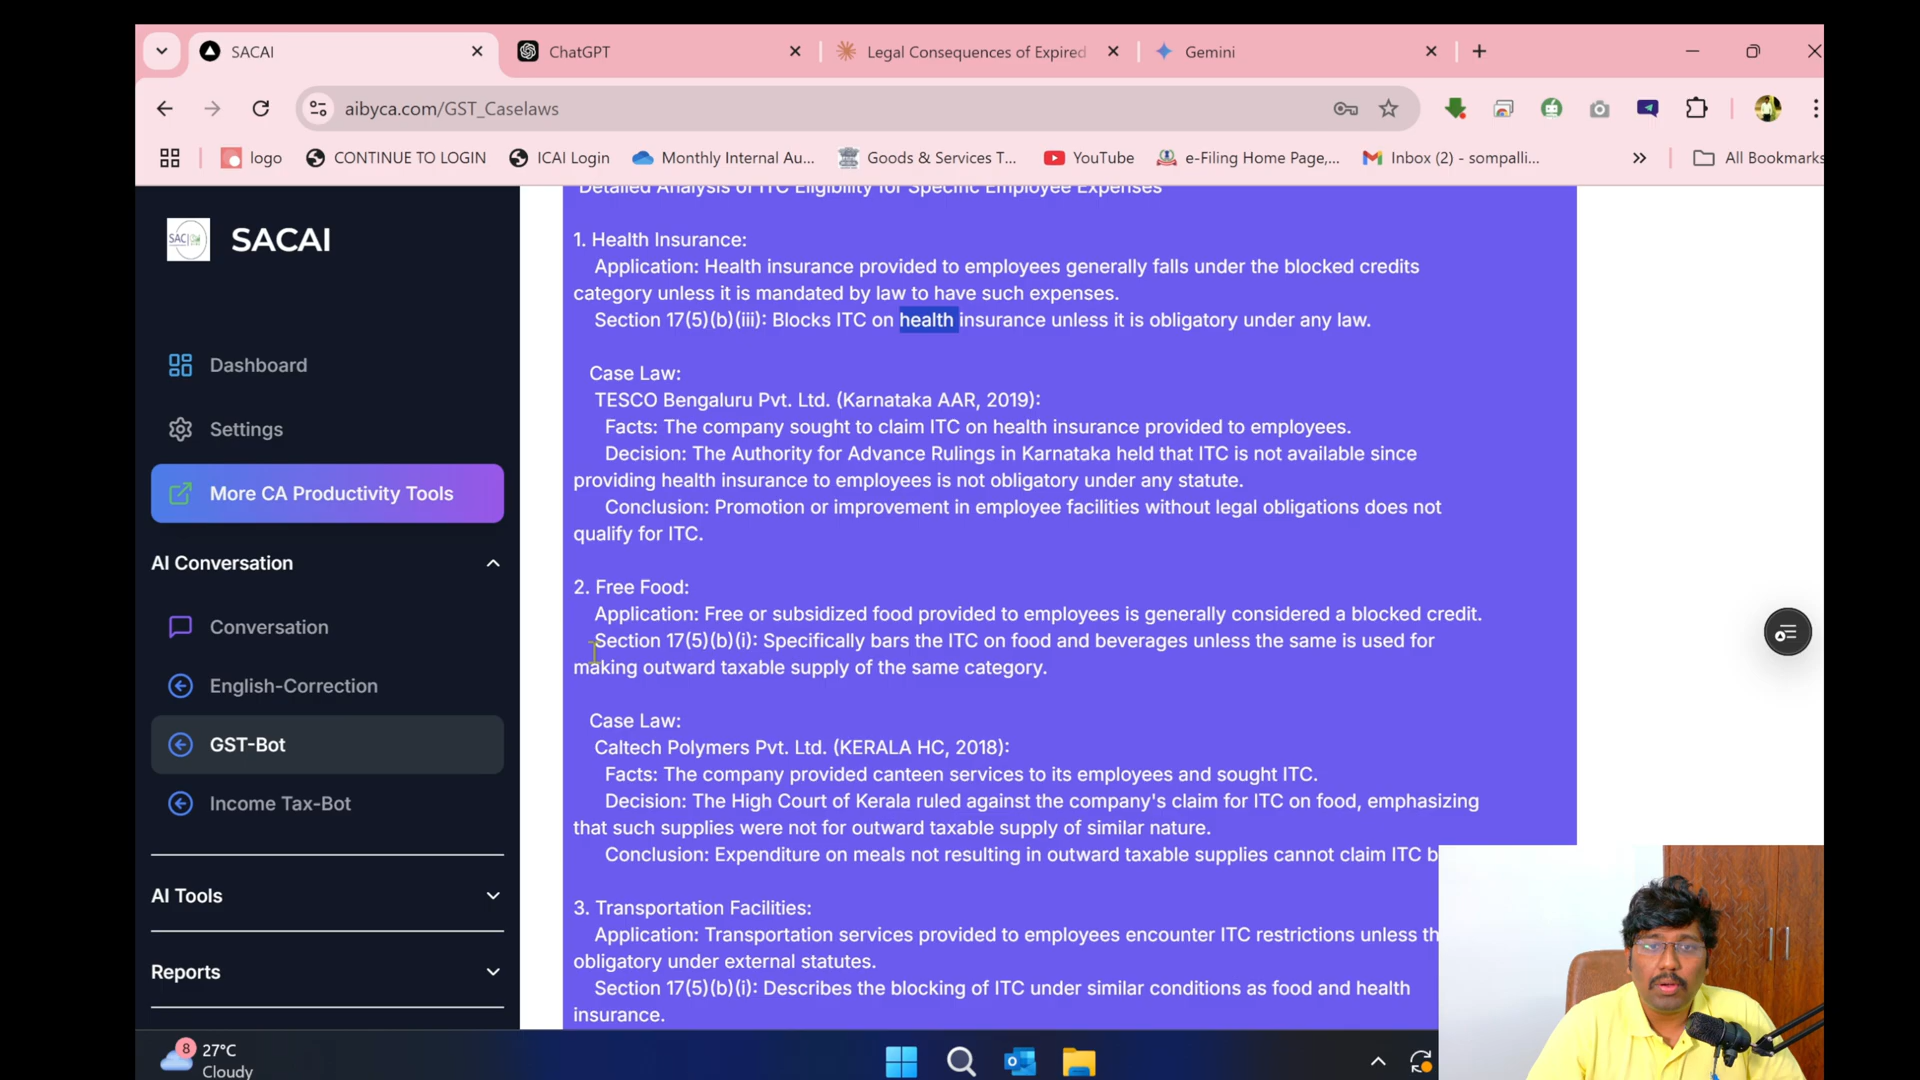 SACAI
ChatGPT
Legal Consequences of Expired
Gemini
aibyca.com/GST_Caselaws
logo
CONTINUE TO LOGIN
ICAI Login
Monthly Internal Au...
Goods & Services T...
YouTube
e-Filing Home Page,...
Inbox (2) - sompalli...
All Bookmarks
SACAI
SACAI
Dashboard
Settings
More CA Productivity Tools
AI Conversation
Conversation
English-Correction
GST-Bot
Income Tax-Bot
AI Tools
Reports
Detailed Analysis of ITC Eligibility for Specific Employee Expenses
1. Health Insurance:
Application: Health insurance provided to employees generally falls under the blocked credits
category unless it is mandated by law to have such expenses.
Section 17(5)(b)(iii): Blocks ITC on health insurance unless it is obligatory under any law.
Case Law:
TESCO Bengaluru Pvt. Ltd. (Karnataka AAR, 2019):
Facts: The company sought to claim ITC on health insurance provided to employees.
Decision: The Authority for Advance Rulings in Karnataka held that ITC is not available since
providing health insurance to employees is not obligatory under any statute.
Conclusion: Promotion or improvement in employee facilities without legal obligations does not
qualify for ITC.
2. Free Food:
Application: Free or subsidized food provided to employees is generally considered a blocked credit.
Section 17(5)(b)(i): Specifically bars the ITC on food and beverages unless the same is used for
making outward taxable supply of the same category.
Case Law:
Caltech Polymers Pvt. Ltd. (KERALA HC, 2018):
Facts: The company provided canteen services to its employees and sought ITC.
Decision: The High Court of Kerala ruled against the company's claim for ITC on food, emphasizing
that such supplies were not for outward taxable supply of similar nature.
Conclusion: Expenditure on meals not resulting in outward taxable supplies cannot claim ITC b
3. Transportation Facilities:
Application: Transportation services provided to employees encounter ITC restrictions unless th
obligatory under external statutes.
Section 17(5)(b)(i): Describes the blocking of ITC under similar conditions as food and health
insurance.
8
27°C
Cloudy